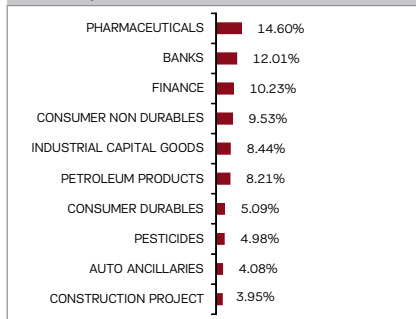 PHARMACEUTICALS 14.60%
BANKS 12.01%
FINANCE 10.23%
CONSUMER NON DURABLES 9.53%
INDUSTRIAL CAPITAL GOODS 8.44%
PETROLEUM PRODUCTS 8.21%
CONSUMER DURABLES 5.09%
PESTICIDES 4.98%
AUTO ANCILLARIES 4.08%
CONSTRUCTION PROJECT 3.95%